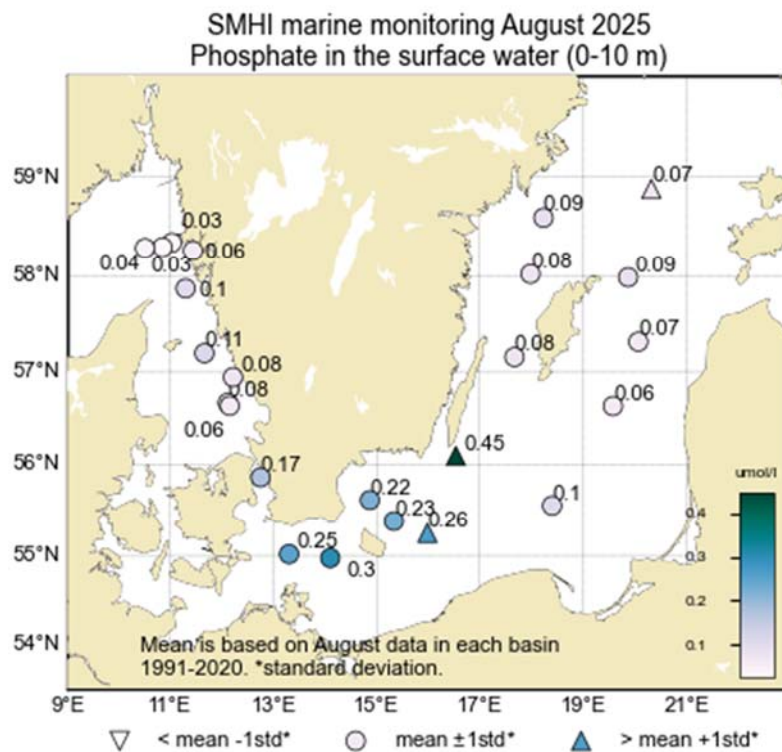 SMHI marine monitoring August 2025
Phosphate in the surface water (0-10 m)
59°N
58°N
57°N
56°N
55°N
54°N
0.03
0.04
0.03
0.06
0.1
0.11
0.08
0.08
0.06
0.17
0.25
0.3
0.22
0.23
0.26
0.45
0.1
0.07
0.09
0.08
0.09
0.07
0.08
0.06
umol/l
0.4
0.3
0.2
0.1
Mean is based on August data in each basin
1991-2020. *standard deviation.
9°E 11°E 13°E 15°E 17°E 19°E 21°E
< mean -1std* mean ±1std* > mean +1std*